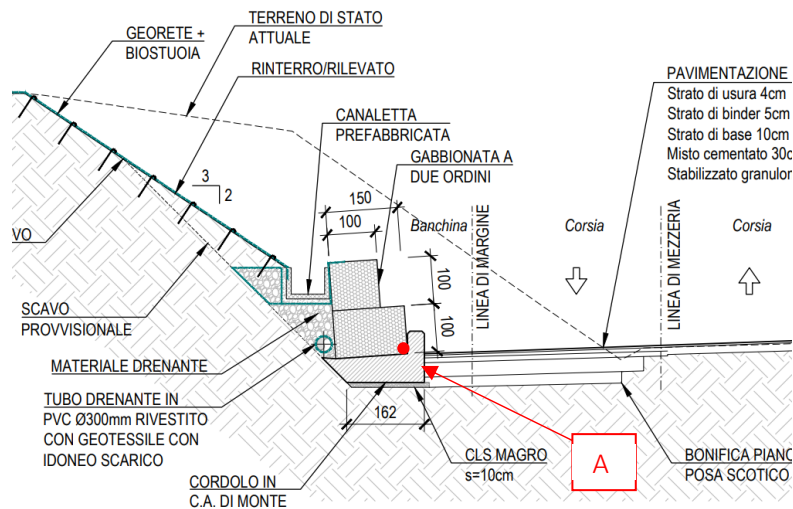 GEORETE +
BIOSTUOIA
TERRENO DI STATO
ATTUALE
RINTERRO/RILEVATO
CANALETTA
PREFABBRICATA
GABBIONATA A
DUE ORDINI
PAVIMENTAZIONE
Strato di usura 4cm
Strato di binder 5cm
Strato di base 10cm
Misto cementato 30c
Stabilizzato granulon
3
2
150
100
Banchina
Corsia
Corsia
LINEA DI MARGINE
LINEA DI MEZZERIA
100
100
VO
SCAVO
PROVVISIONALE
MATERIALE DRENANTE
TUBO DRENANTE IN
PVC Ø300mm RIVESTITO
CON GEOTESSILE CON
IDONEO SCARICO
162
CORDOLO IN
C.A. DI MONTE
CLS MAGRO
s=10cm
A
BONIFICA PIANO
POSA SCOTICO